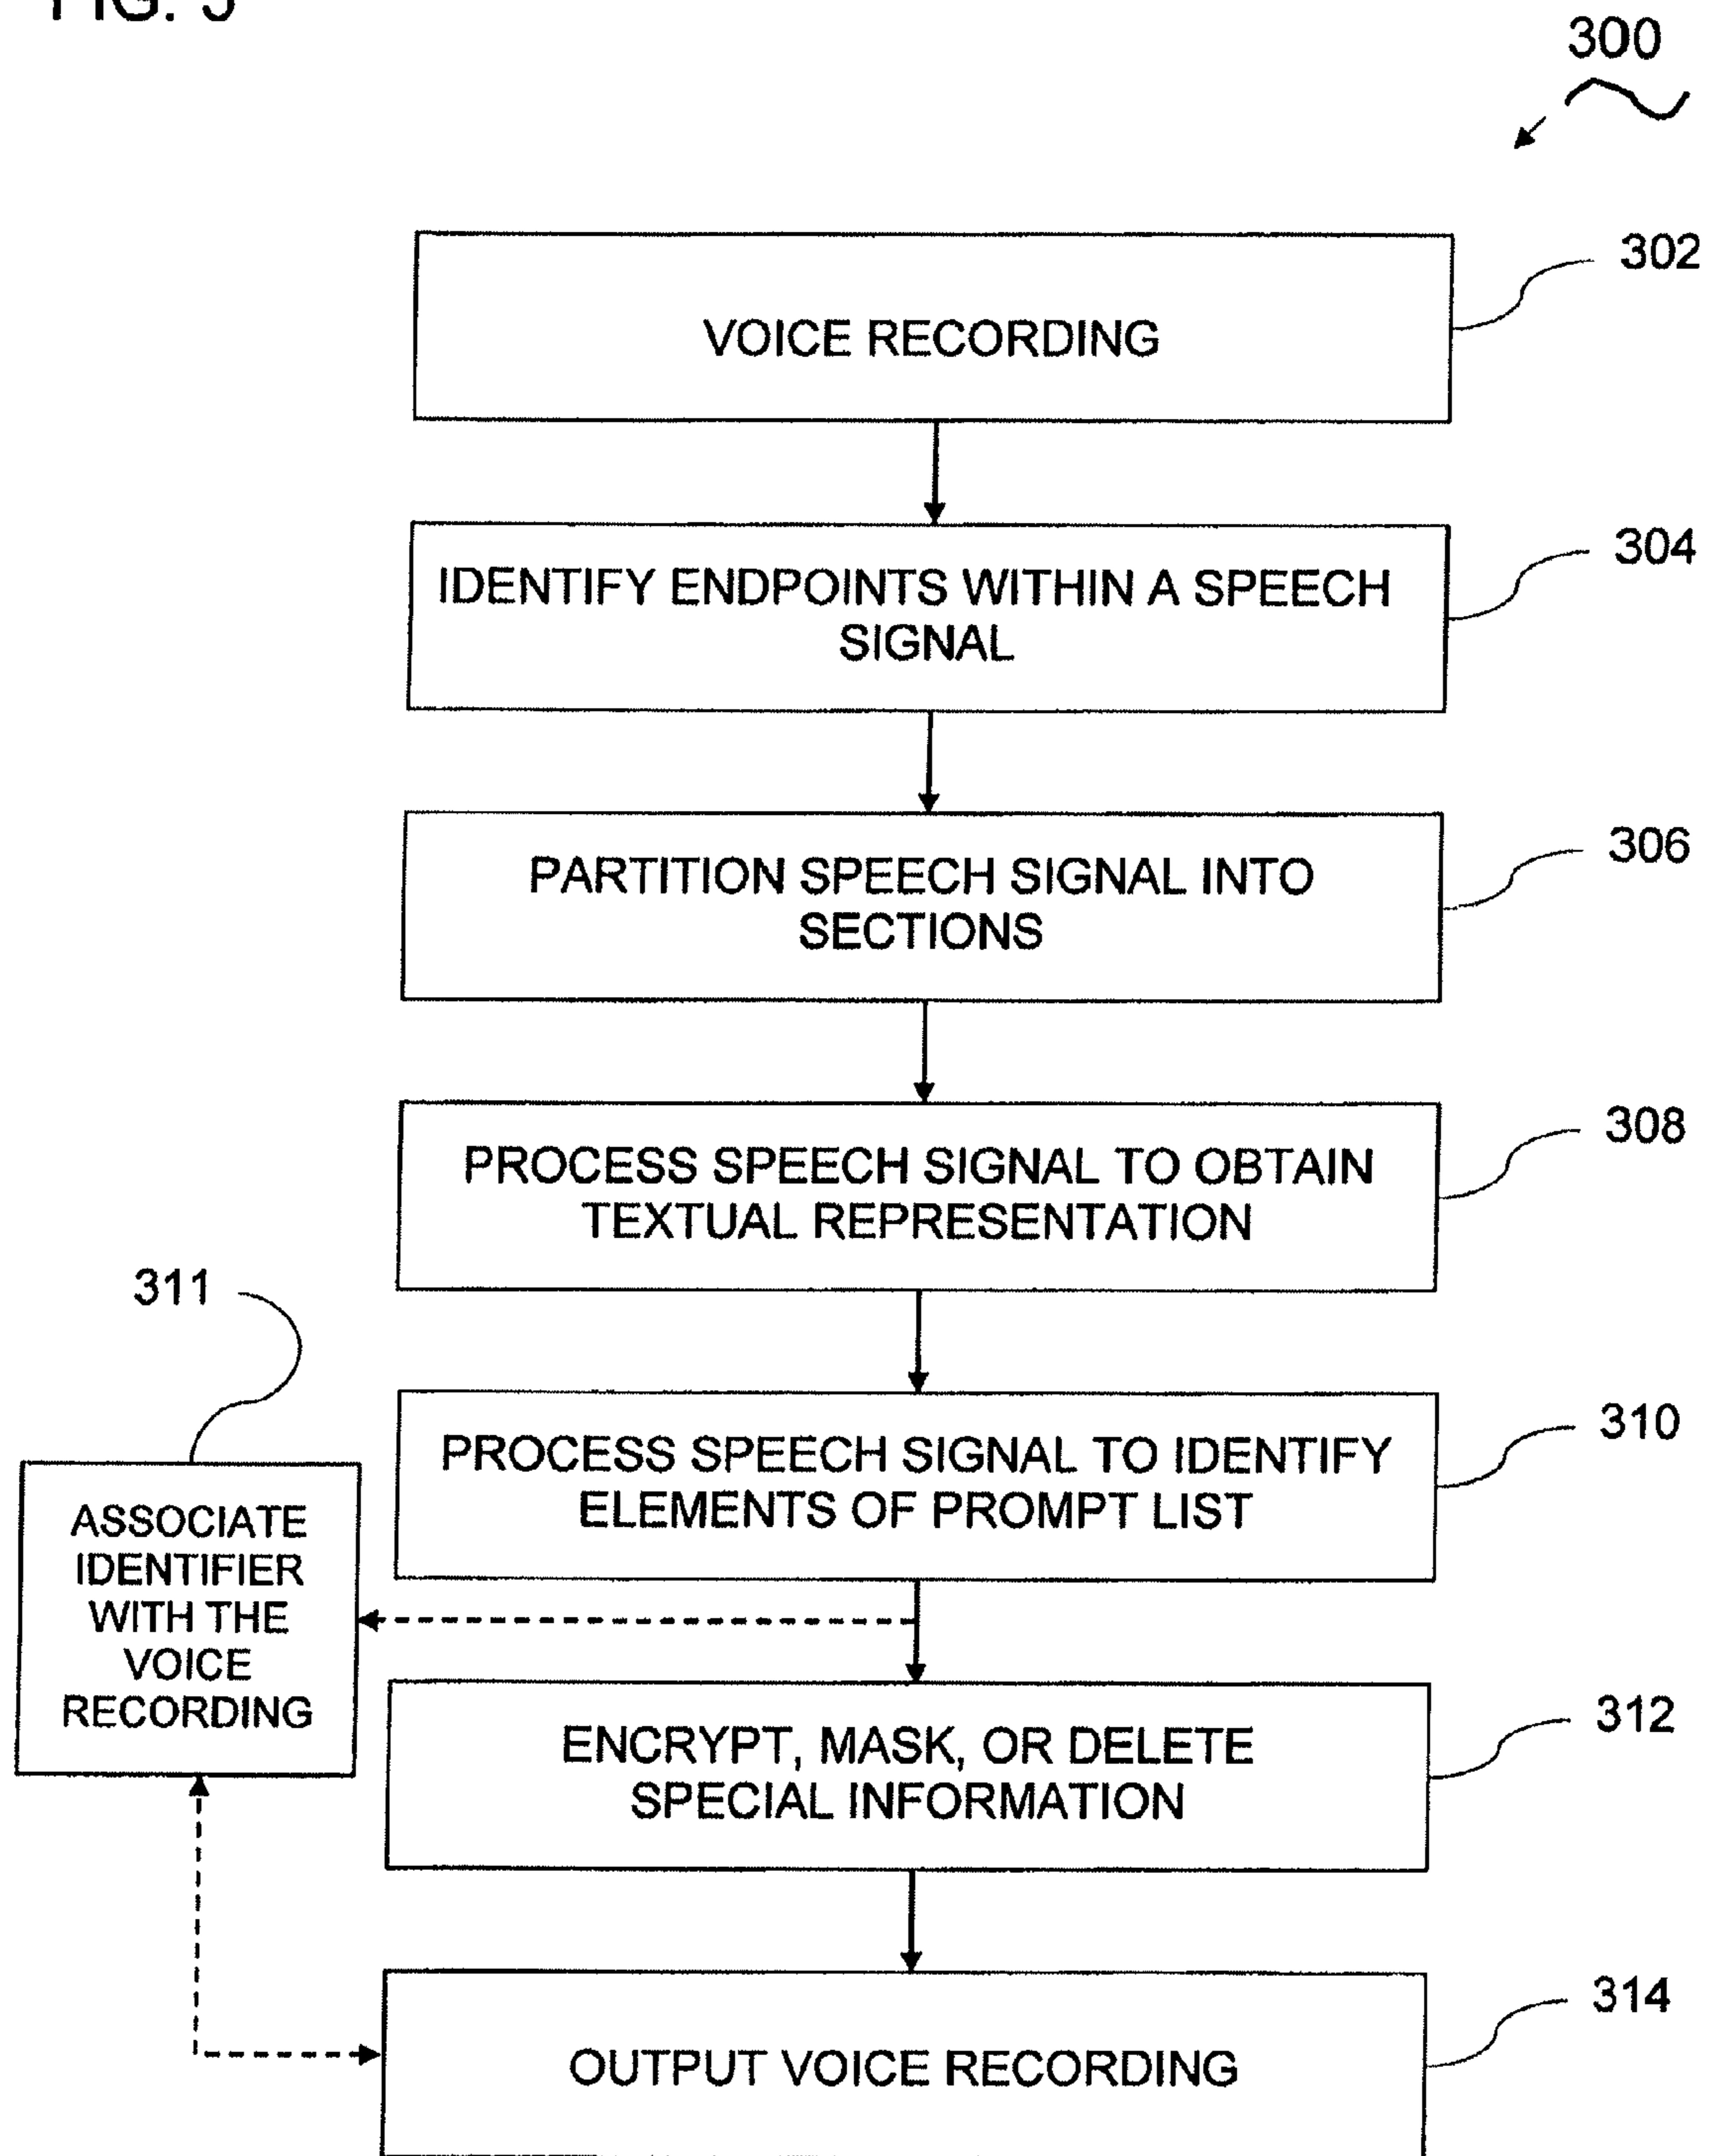 FIG. 3
300
302
VOICE RECORDING
304
IDENTIFY ENDPOINTS WITHIN A SPEECH
SIGNAL
306
PARTITION SPEECH SIGNAL INTO
SECTIONS
308
PROCESS SPEECH SIGNAL TO OBTAIN
TEXTUAL REPRESENTATION
311
310
PROCESS SPEECH SIGNAL TO IDENTIFY
ELEMENTS OF PROMPT LIST
ASSOCIATE
IDENTIFIER
WITH THE
VOICE
RECORDING
312
ENCRYPT, MASK, OR DELETE
SPECIAL INFORMATION
314
OUTPUT VOICE RECORDING